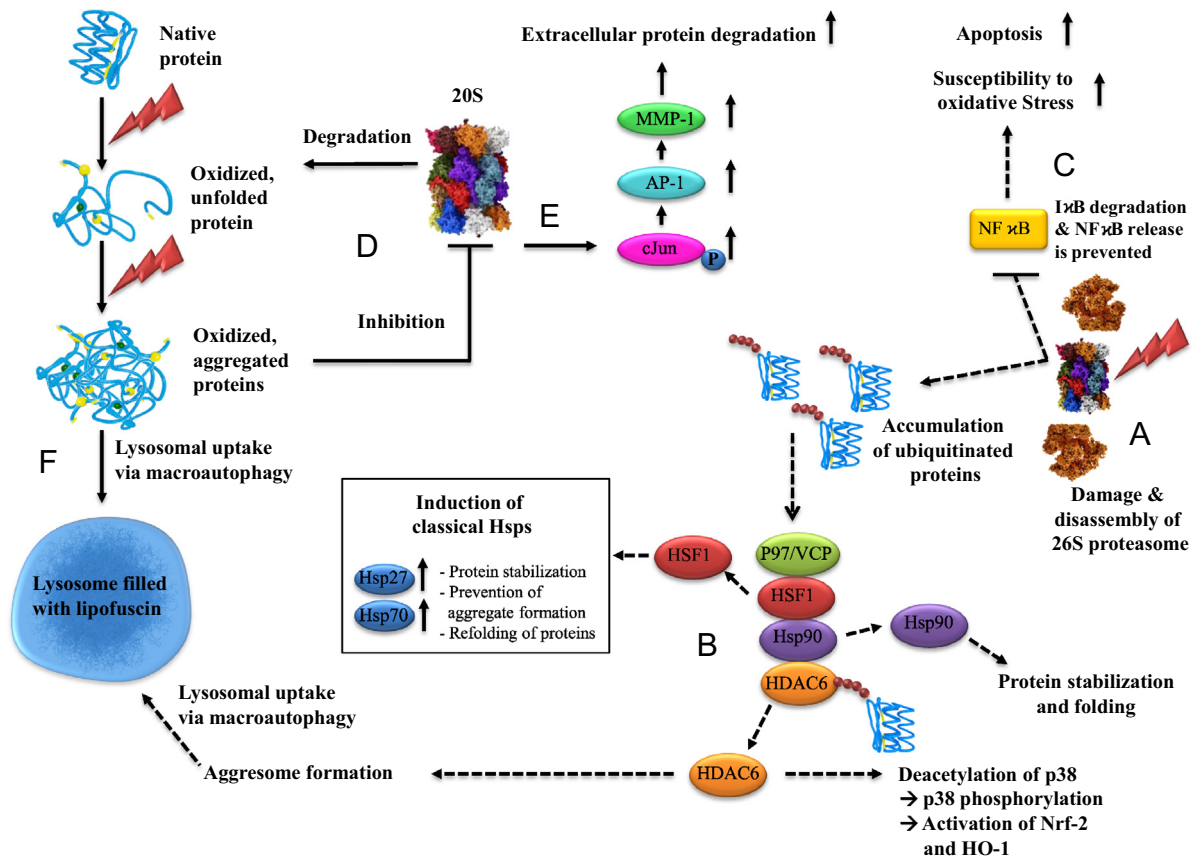 Native
protein
Oxidized,
unfolded
protein
Oxidized,
aggregated
proteins
F
Lysosomal uptake
via macroautophagy
Lysosome filled
with lipofuscin
Lysosomal uptake
via macroautophagy
Aggresome formation
Degradation
20S
D
Inhibition
E
Extracellular protein degradation
MMP-1
AP-1
cJun
P
Apoptosis
Susceptibility to
oxidative Stress
C
NF ϰB
IϰB degradation
& NFϰB release
is prevented
A
Damage &
disassembly of
26S proteasome
Accumulation
of ubiquitinated
proteins
Induction of
classical Hsps
Hsp27
Hsp70
- Protein stabilization
- Prevention of
aggregate formation
- Refolding of proteins
HSF1
P97/VCP
HSF1
Hsp90
HDAC6
B
Hsp90
Protein stabilization
and folding
HDAC6
Deacetylation of p38
→ p38 phosphorylation
→ Activation of Nrf-2
and HO-1